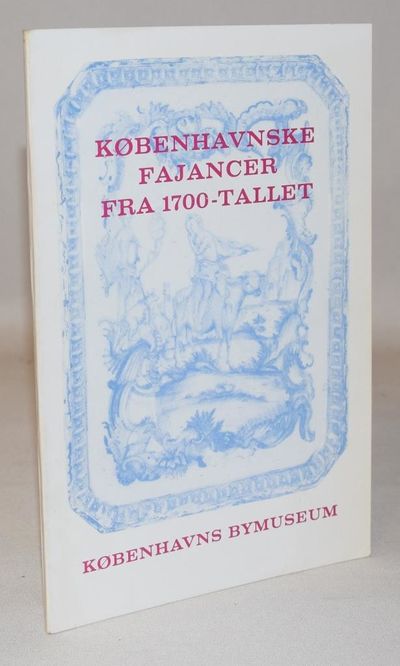 KØBENHAVNSKE
FAJANCER
FRA 1700-TALLET
KØBENHAVNS BYMUSEUM